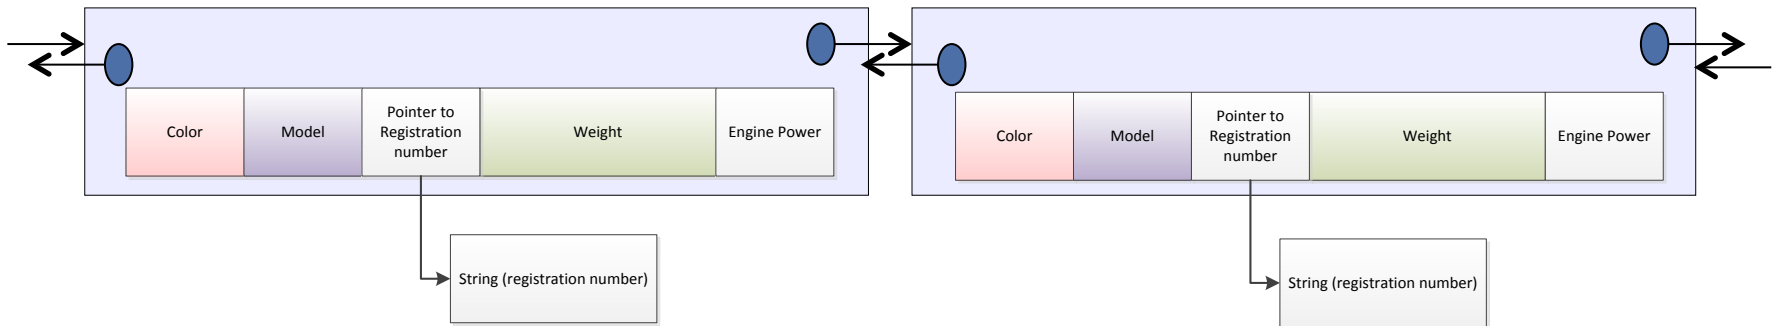 Color
Model
Pointer to
Registration
number
Weight
Engine Power
String (registration number)
Color
Model
Pointer to
Registration
number
Weight
Engine Power
String (registration number)